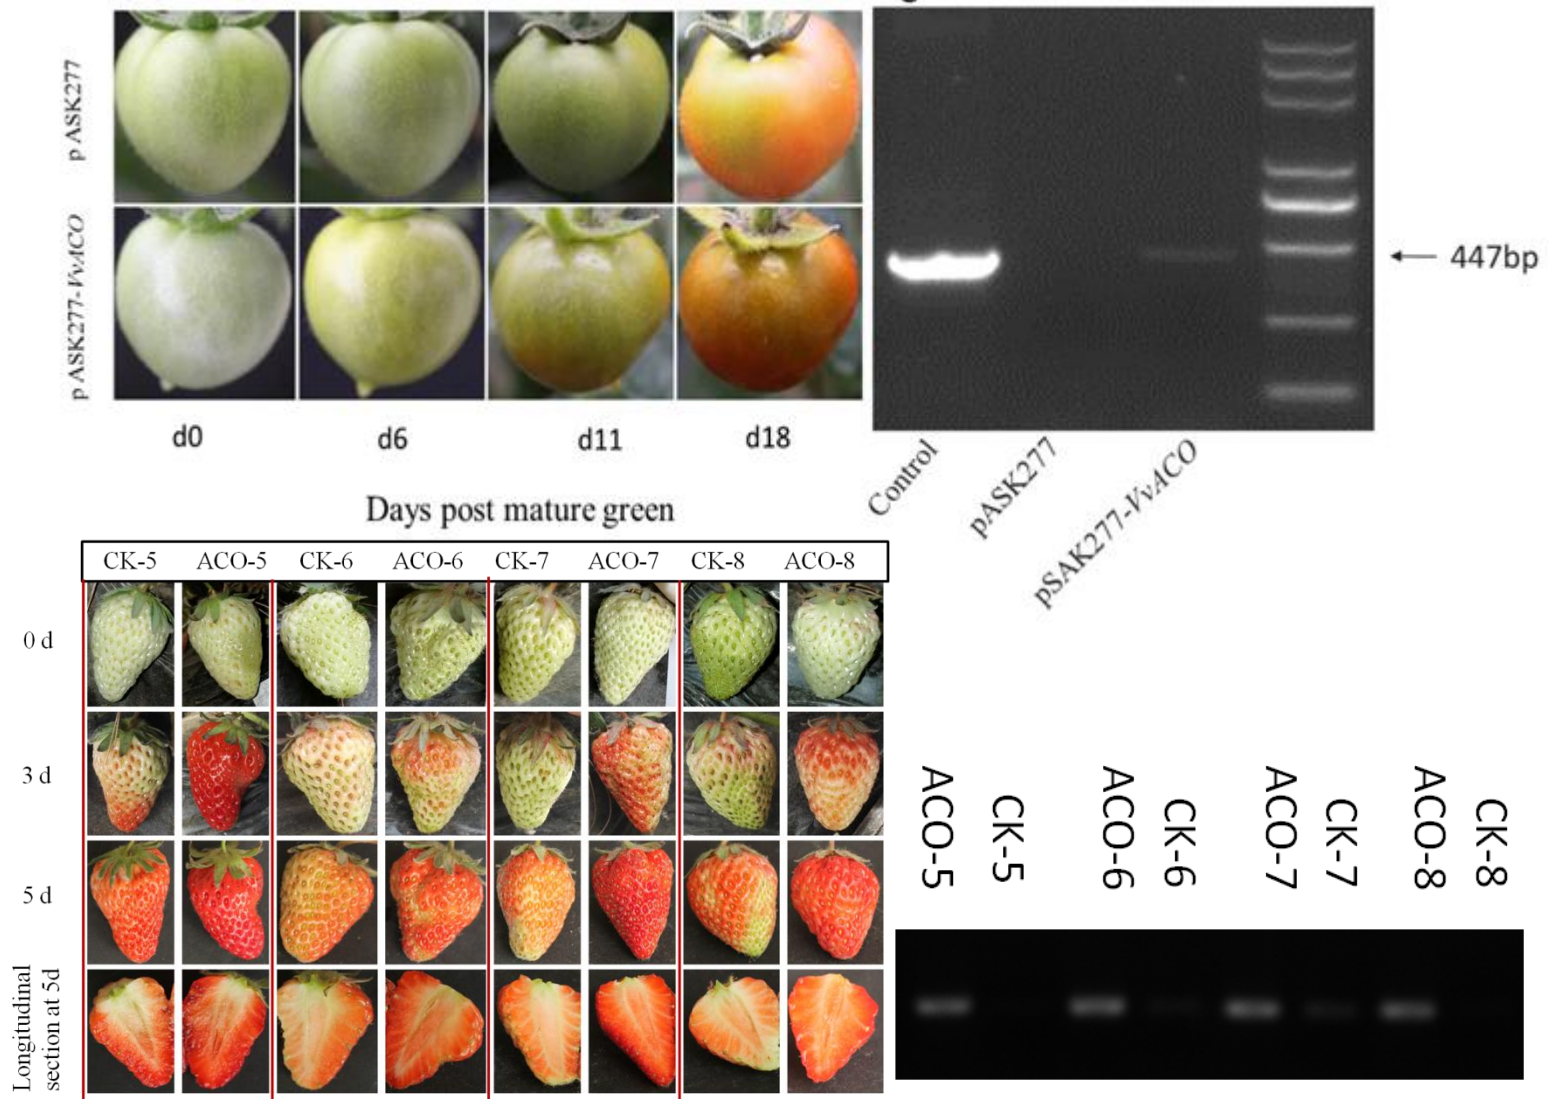 p ASK277
p ASK277-VvACO
d0 d6 d11 d18
Days post mature green
447bp
Control
pASK277
pSAK277-VvACO
CK-5 ACO-5 CK-6 ACO-6 CK-7 ACO-7 CK-8 ACO-8
0 d
3 d
5 d
Longitudinal
section at 5d
ACO-5
CK-5
ACO-6
CK-6
ACO-7
CK-7
ACO-8
CK-8